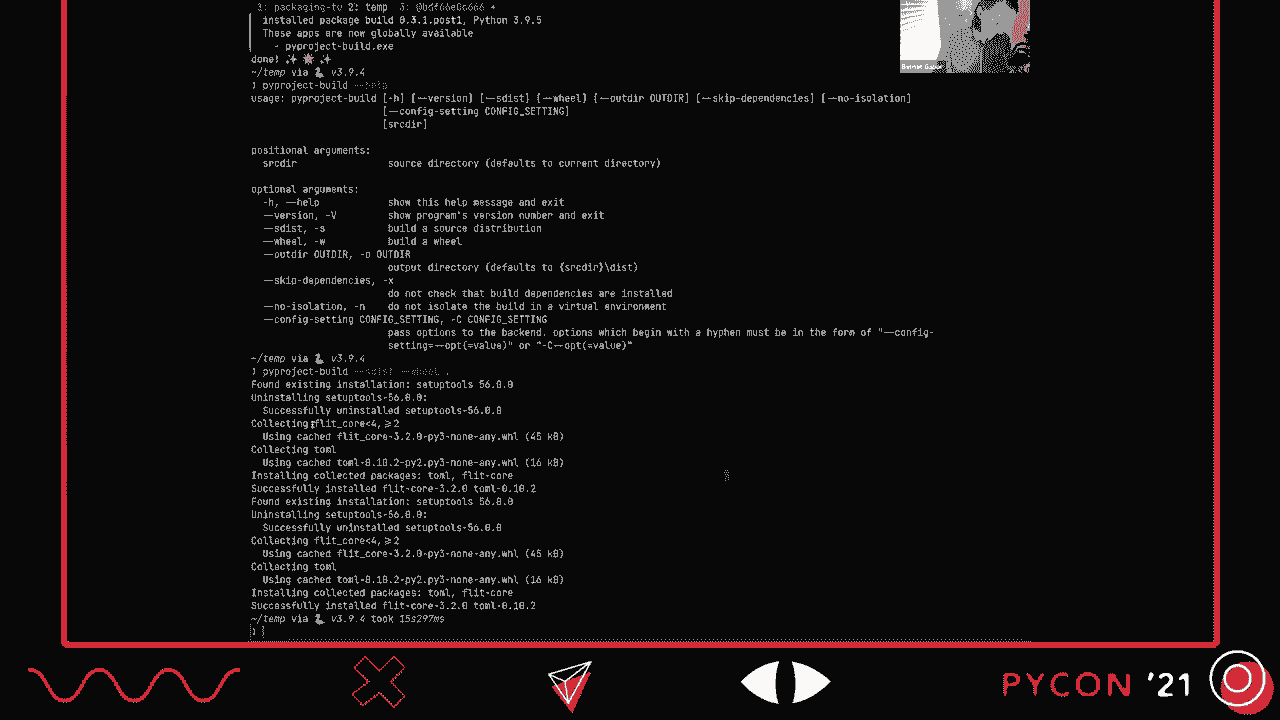 installed package build 0.3.1.post1, Python 3.9.5
These apps are now globally available
- pyproject-build.exe
done! ✨ 🌟 ✨
~/temp via 🐍 v3.9.4
❯ pyproject-build --help
usage: pyproject-build [-h] [--version] [--sdist] [--wheel] [--outdir OUTDIR] [--skip-dependencies] [--no-isolation]
[--config-setting CONFIG_SETTING]
[srcdir]
positional arguments:
srcdir source directory (defaults to current directory)
optional arguments:
-h, --help show this help message and exit
--version, -V show program's version number and exit
--sdist, -s build a source distribution
--wheel, -w build a wheel
--outdir OUTDIR, -o OUTDIR
output directory (defaults to {srcdir}\dist)
--skip-dependencies, -x
do not check that build dependencies are installed
--no-isolation, -n do not isolate the build in a virtual environment
--config-setting CONFIG_SETTING, -C CONFIG_SETTING
pass options to the backend. options which begin with a hyphen must be in the form of "--config-
setting=--opt(=value)" or "-C--opt(=value)"
~/temp via 🐍 v3.9.4
❯ pyproject-build --sdist --wheel .
Found existing installation: setuptools 56.0.0
Uninstalling setuptools-56.0.0:
Successfully uninstalled setuptools-56.0.0
Collecting flit_core<4,>=2
Using cached flit_core-3.2.0-py3-none-any.whl (45 kB)
Collecting toml
Using cached toml-0.10.2-py2.py3-none-any.whl (16 kB)
Installing collected packages: toml, flit-core
Successfully installed flit-core-3.2.0 toml-0.10.2
Found existing installation: setuptools 56.0.0
Uninstalling setuptools-56.0.0:
Successfully uninstalled setuptools-56.0.0
Collecting flit_core<4,>=2
Using cached flit_core-3.2.0-py3-none-any.whl (45 kB)
Collecting toml
Using cached toml-0.10.2-py2.py3-none-any.whl (16 kB)
Installing collected packages: toml, flit-core
Successfully installed flit-core-3.2.0 toml-0.10.2
~/temp via 🐍 v3.9.4 took 15s297ms
❯
PYCON '21